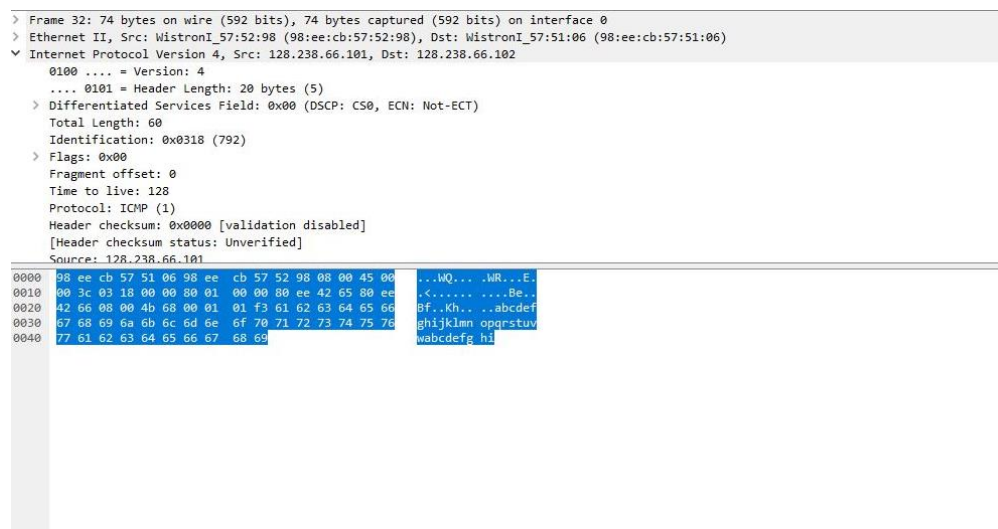 > Frame 32: 74 bytes on wire (592 bits), 74 bytes captured (592 bits) on interface 0
> Ethernet II, Src: WistronI_57:52:98 (98:ee:cb:57:52:98), Dst: WistronI_57:51:06 (98:ee:cb:57:51:06)
Internet Protocol Version 4, Src: 128.238.66.101, Dst: 128.238.66.102
0100 .... = Version: 4
.... 0101 = Header Length: 20 bytes (5)
> Differentiated Services Field: 0x00 (DSCP: CS0, ECN: Not-ECT)
Total Length: 60
Identification: 0x0318 (792)
> Flags: 0x00
Fragment offset: 0
Time to live: 128
Protocol: ICMP (1)
Header checksum: 0x0000 [validation disabled]
[Header checksum status: Unverified]
Source: 128.238.66.101
0000 98 ee cb 57 51 06 98 ee cb 57 52 98 08 00 45 00 ...WQ... .WR...E.
0010 00 3c 03 18 00 00 80 01 00 00 80 ee 42 65 80 ee .<...... ....Be..
0020 42 66 08 00 4b 68 00 01 01 f3 61 62 63 64 65 66 Bf..Kh.. ..abcdef
0030 67 68 69 6a 6b 6c 6d 6e 6f 70 71 72 73 74 75 76 ghijklmn opqrstuv
0040 77 61 62 63 64 65 66 67 68 69 wabcdefg hi